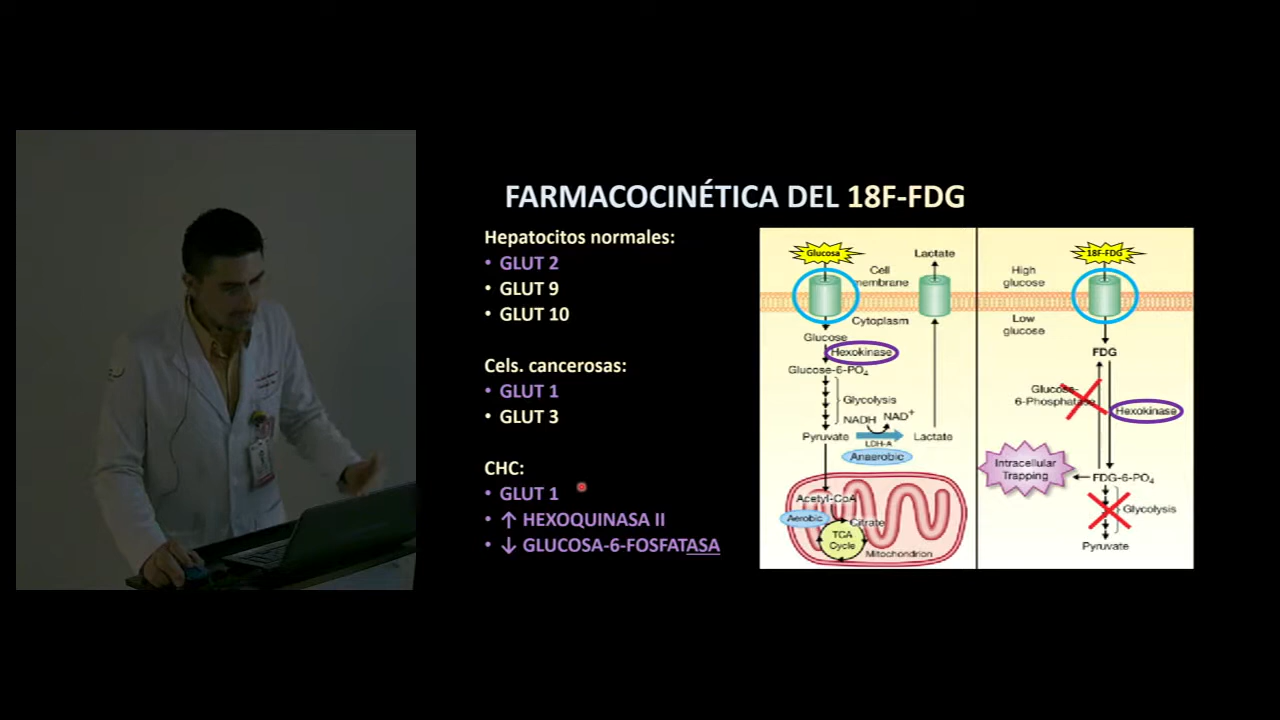 FARMACOCINÉTICA DEL 18F-FDG
Hepatocitos normales:
• GLUT 2
• GLUT 9
• GLUT 10
Cels. cancerosas:
• GLUT 1
• GLUT 3
CHC:
• GLUT 1
• ↑ HEXOQUINASA II
• ↓ GLUCOSA-6-FOSFATASA
Glucosa
Lactate
Cell
membrane
Cytoplasm
Glucose
Hexokinase
Glucose-6-PO4
Glycolysis
NADH
NAD+
Pyruvate
LDH-A
Lactate
Anaerobic
Acetyl-CoA
Aerobic
Citrate
TCA
Cycle
Mitochondrion
18F-FDG
High
glucose
Low
glucose
FDG
Glucose-
6-Phosphatase
Hexokinase
Intracellular
Trapping
FDG-6-PO4
Glycolysis
Pyruvate